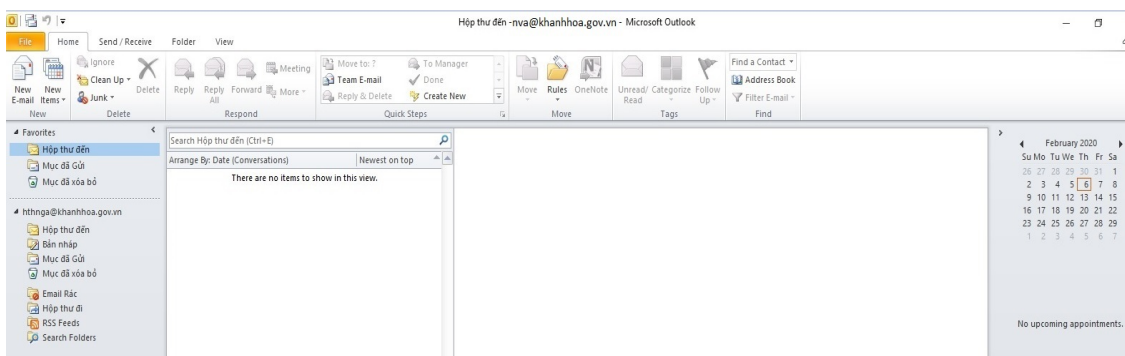 Hộp thư đến -nva@khanhhoa.gov.vn - Microsoft Outlook
File Home Send / Receive Folder View
New E-mail
New Items
New
Ignore
Clean Up
Junk
Delete
Delete
Reply
Reply All
Forward
Meeting
More
Respond
Move to: ?
Team E-mail
Reply & Delete
To Manager
Done
Create New
Quick Steps
Move
Rules
OneNote
Move
Unread/ Read
Categorize
Follow Up
Tags
Find a Contact
Address Book
Filter E-mail
Find
Favorites
Hộp thư đến
Mục đã Gửi
Mục đã xóa bỏ
hthnga@khanhhoa.gov.vn
Hộp thư đến
Bản nháp
Mục đã Gửi
Mục đã xóa bỏ
Email Rác
Hộp thư đi
RSS Feeds
Search Folders
Search Hộp thư đến (Ctrl+E)
Arrange By: Date (Conversations) Newest on top
There are no items to show in this view.
February 2020
Su Mo Tu We Th Fr Sa
26 27 28 29 30 31 1
2 3 4 5 6 7 8
9 10 11 12 13 14 15
16 17 18 19 20 21 22
23 24 25 26 27 28 29
1 2 3 4 5 6 7
No upcoming appointments.